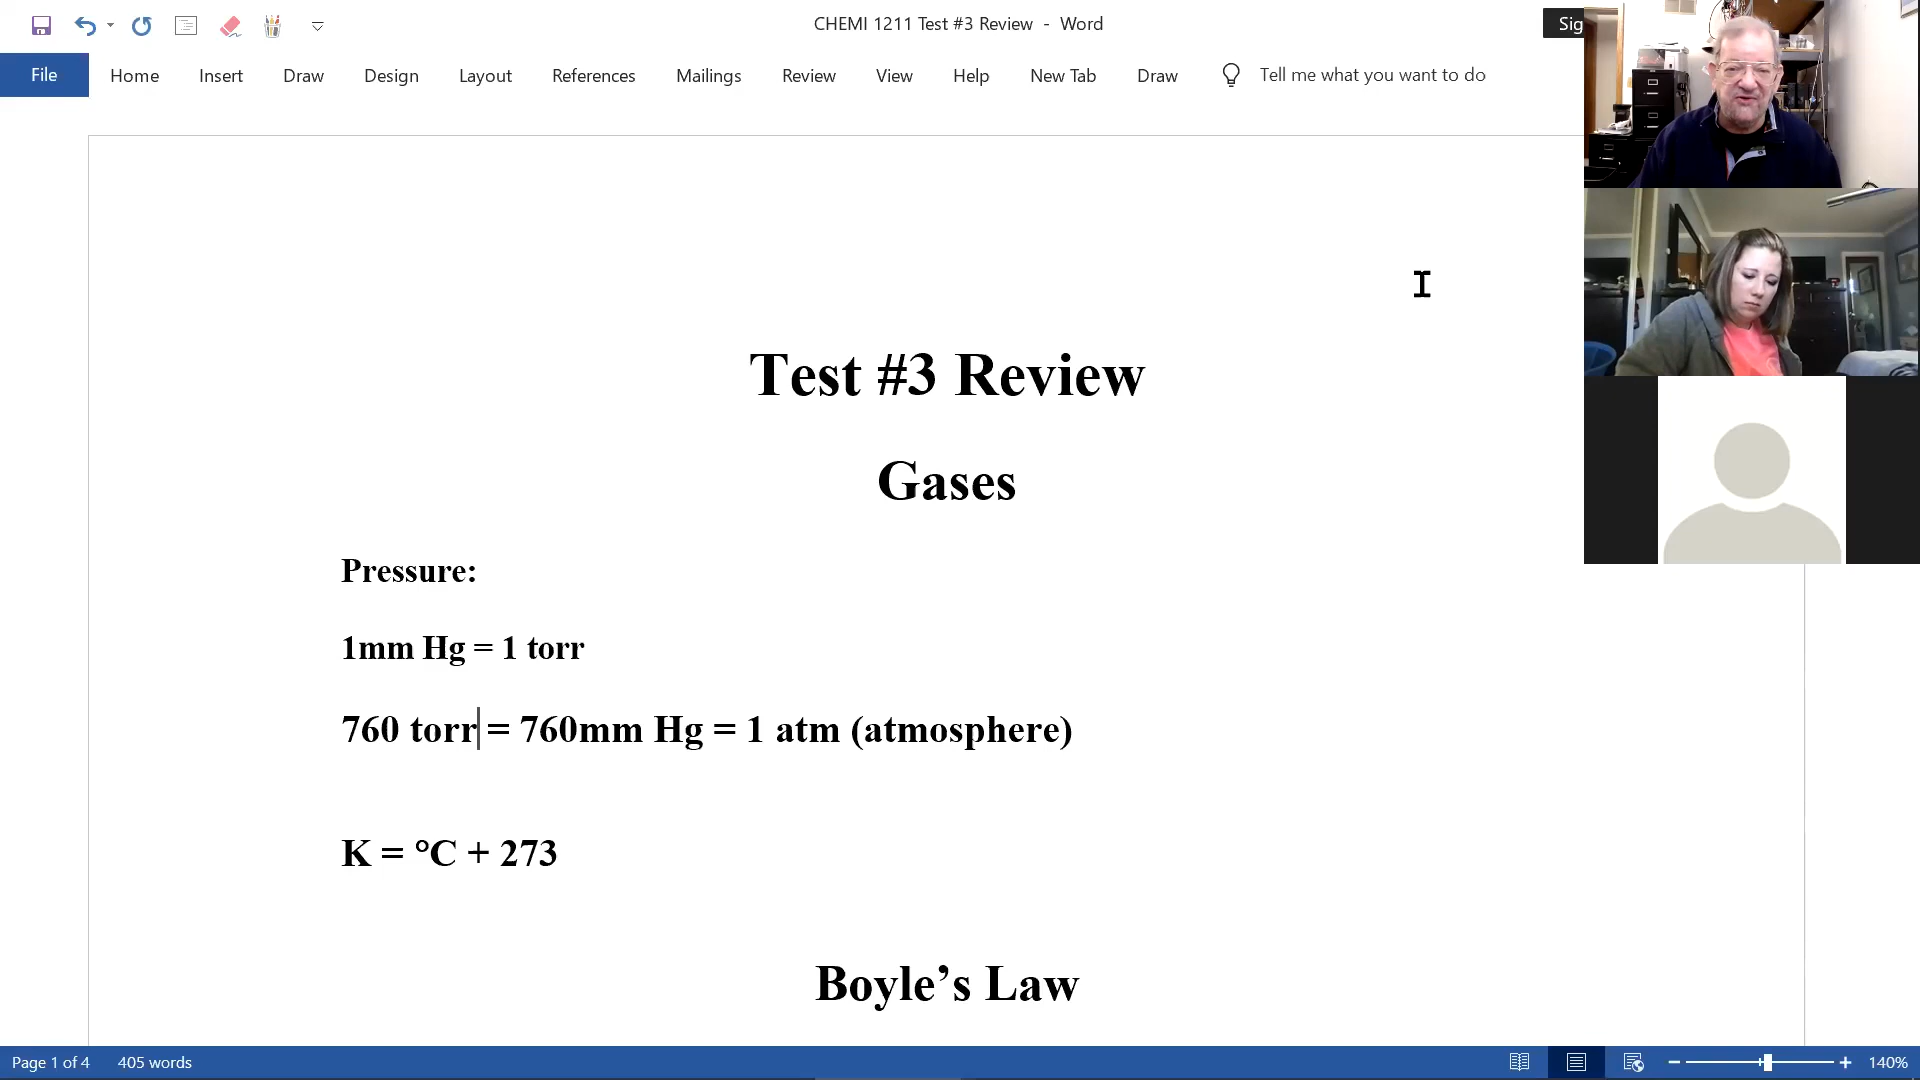 CHEMI 1211 Test #3 Review - Word
Sig
File Home Insert Draw Design Layout References Mailings Review View Help New Tab Draw Tell me what you want to do
Test #3 Review
Gases
Pressure:
1mm Hg = 1 torr
760 torr = 760mm Hg = 1 atm (atmosphere)
K = °C + 273
Boyle’s Law
Page 1 of 4 405 words 140%